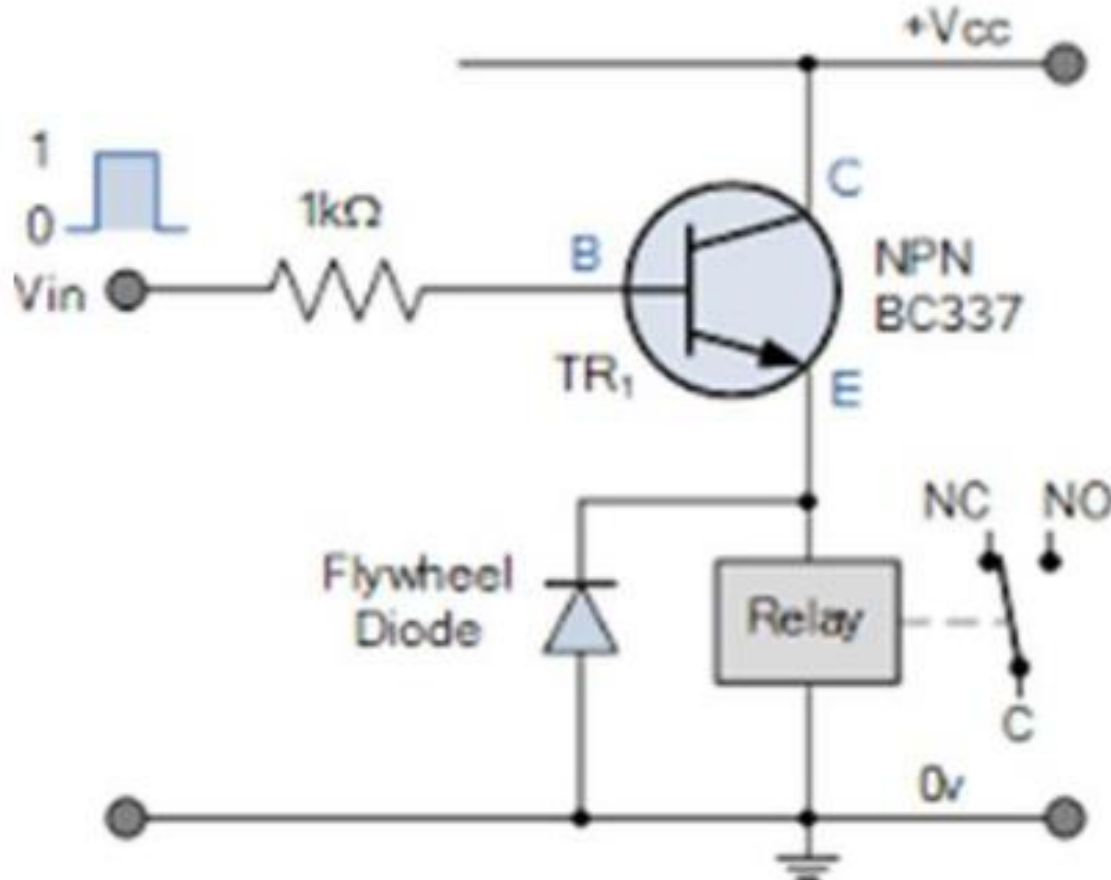 +Vcc
1
0
1kΩ
Vin
B
C
NPN
BC337
TR₁
E
NC NO
Flywheel
Diode
Relay
C
0v